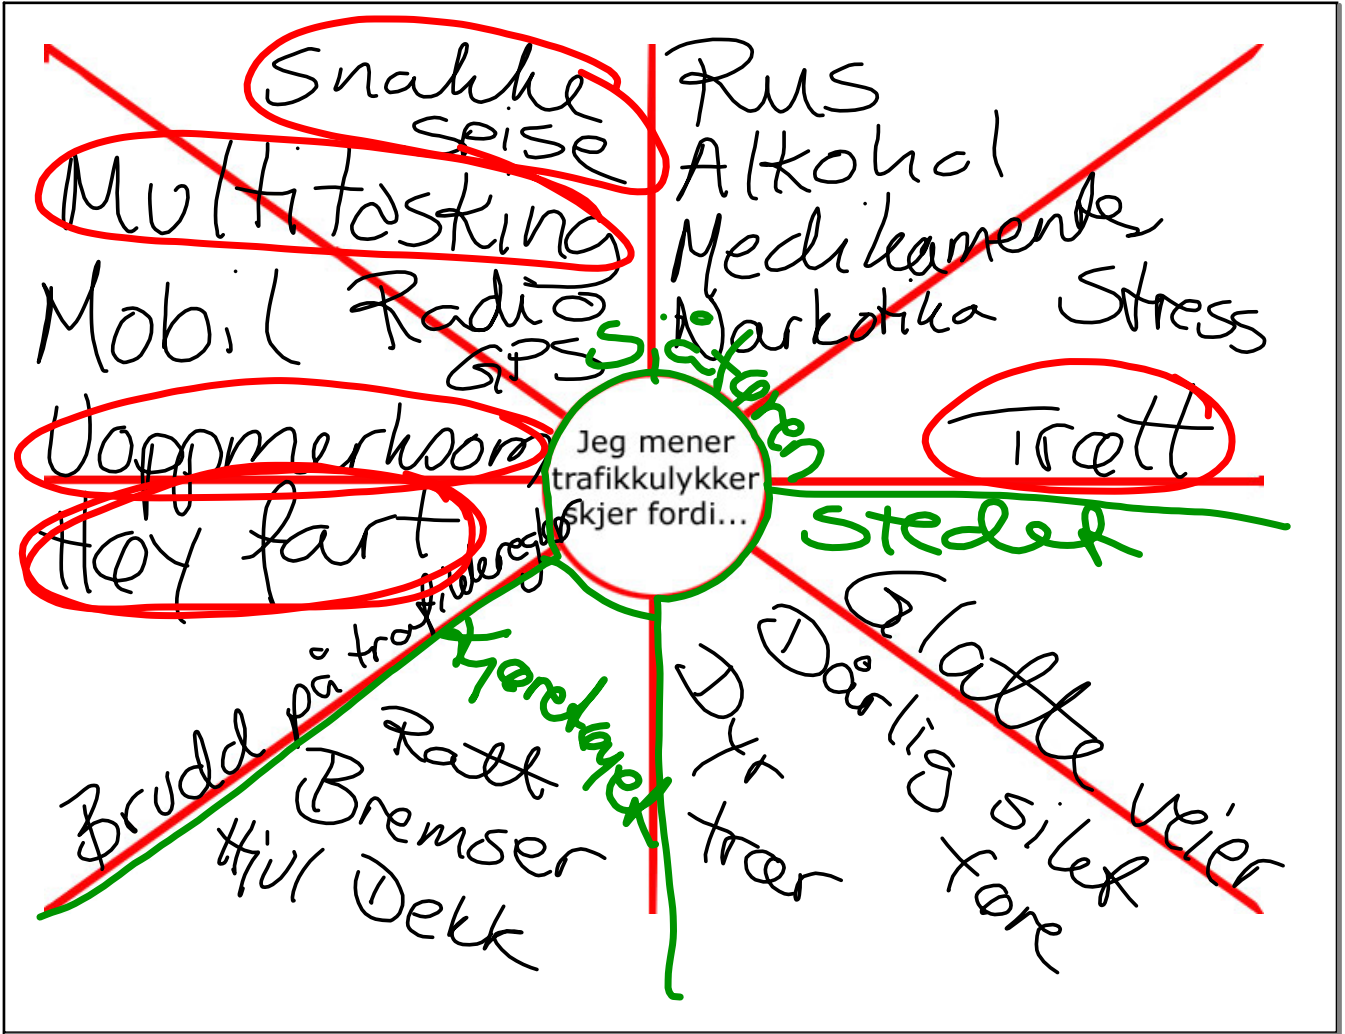 Snakke
spise
Multitasking
Mobil Radio
GPS
Uoppmerksom
Høy fart
Brudd på trafikkregler
Rus
Alkohol
Medikamenter
Narkotika Stress
Trøtt
Sjåføren
Jeg mener
trafikkulykker
skjer fordi...
Stedet
Glatte veier
Dårlig sikt
føre
Dyr
trær
Kjøretøyet
Ratt
Bremser
Hjul Dekk